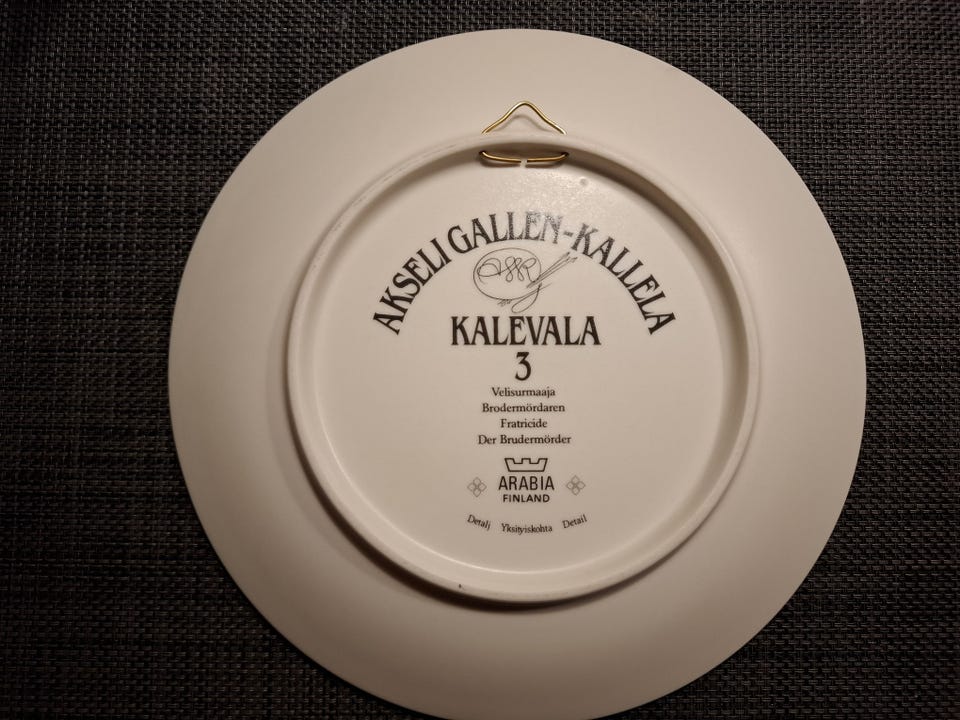 AKSELI GALLEN-KALLELA
KALEVALA
3
Velisurmaaja
Brodermördaren
Fratricide
Der Brudermörder
ARABIA
FINLAND
Detalj Yksityiskohta Detail